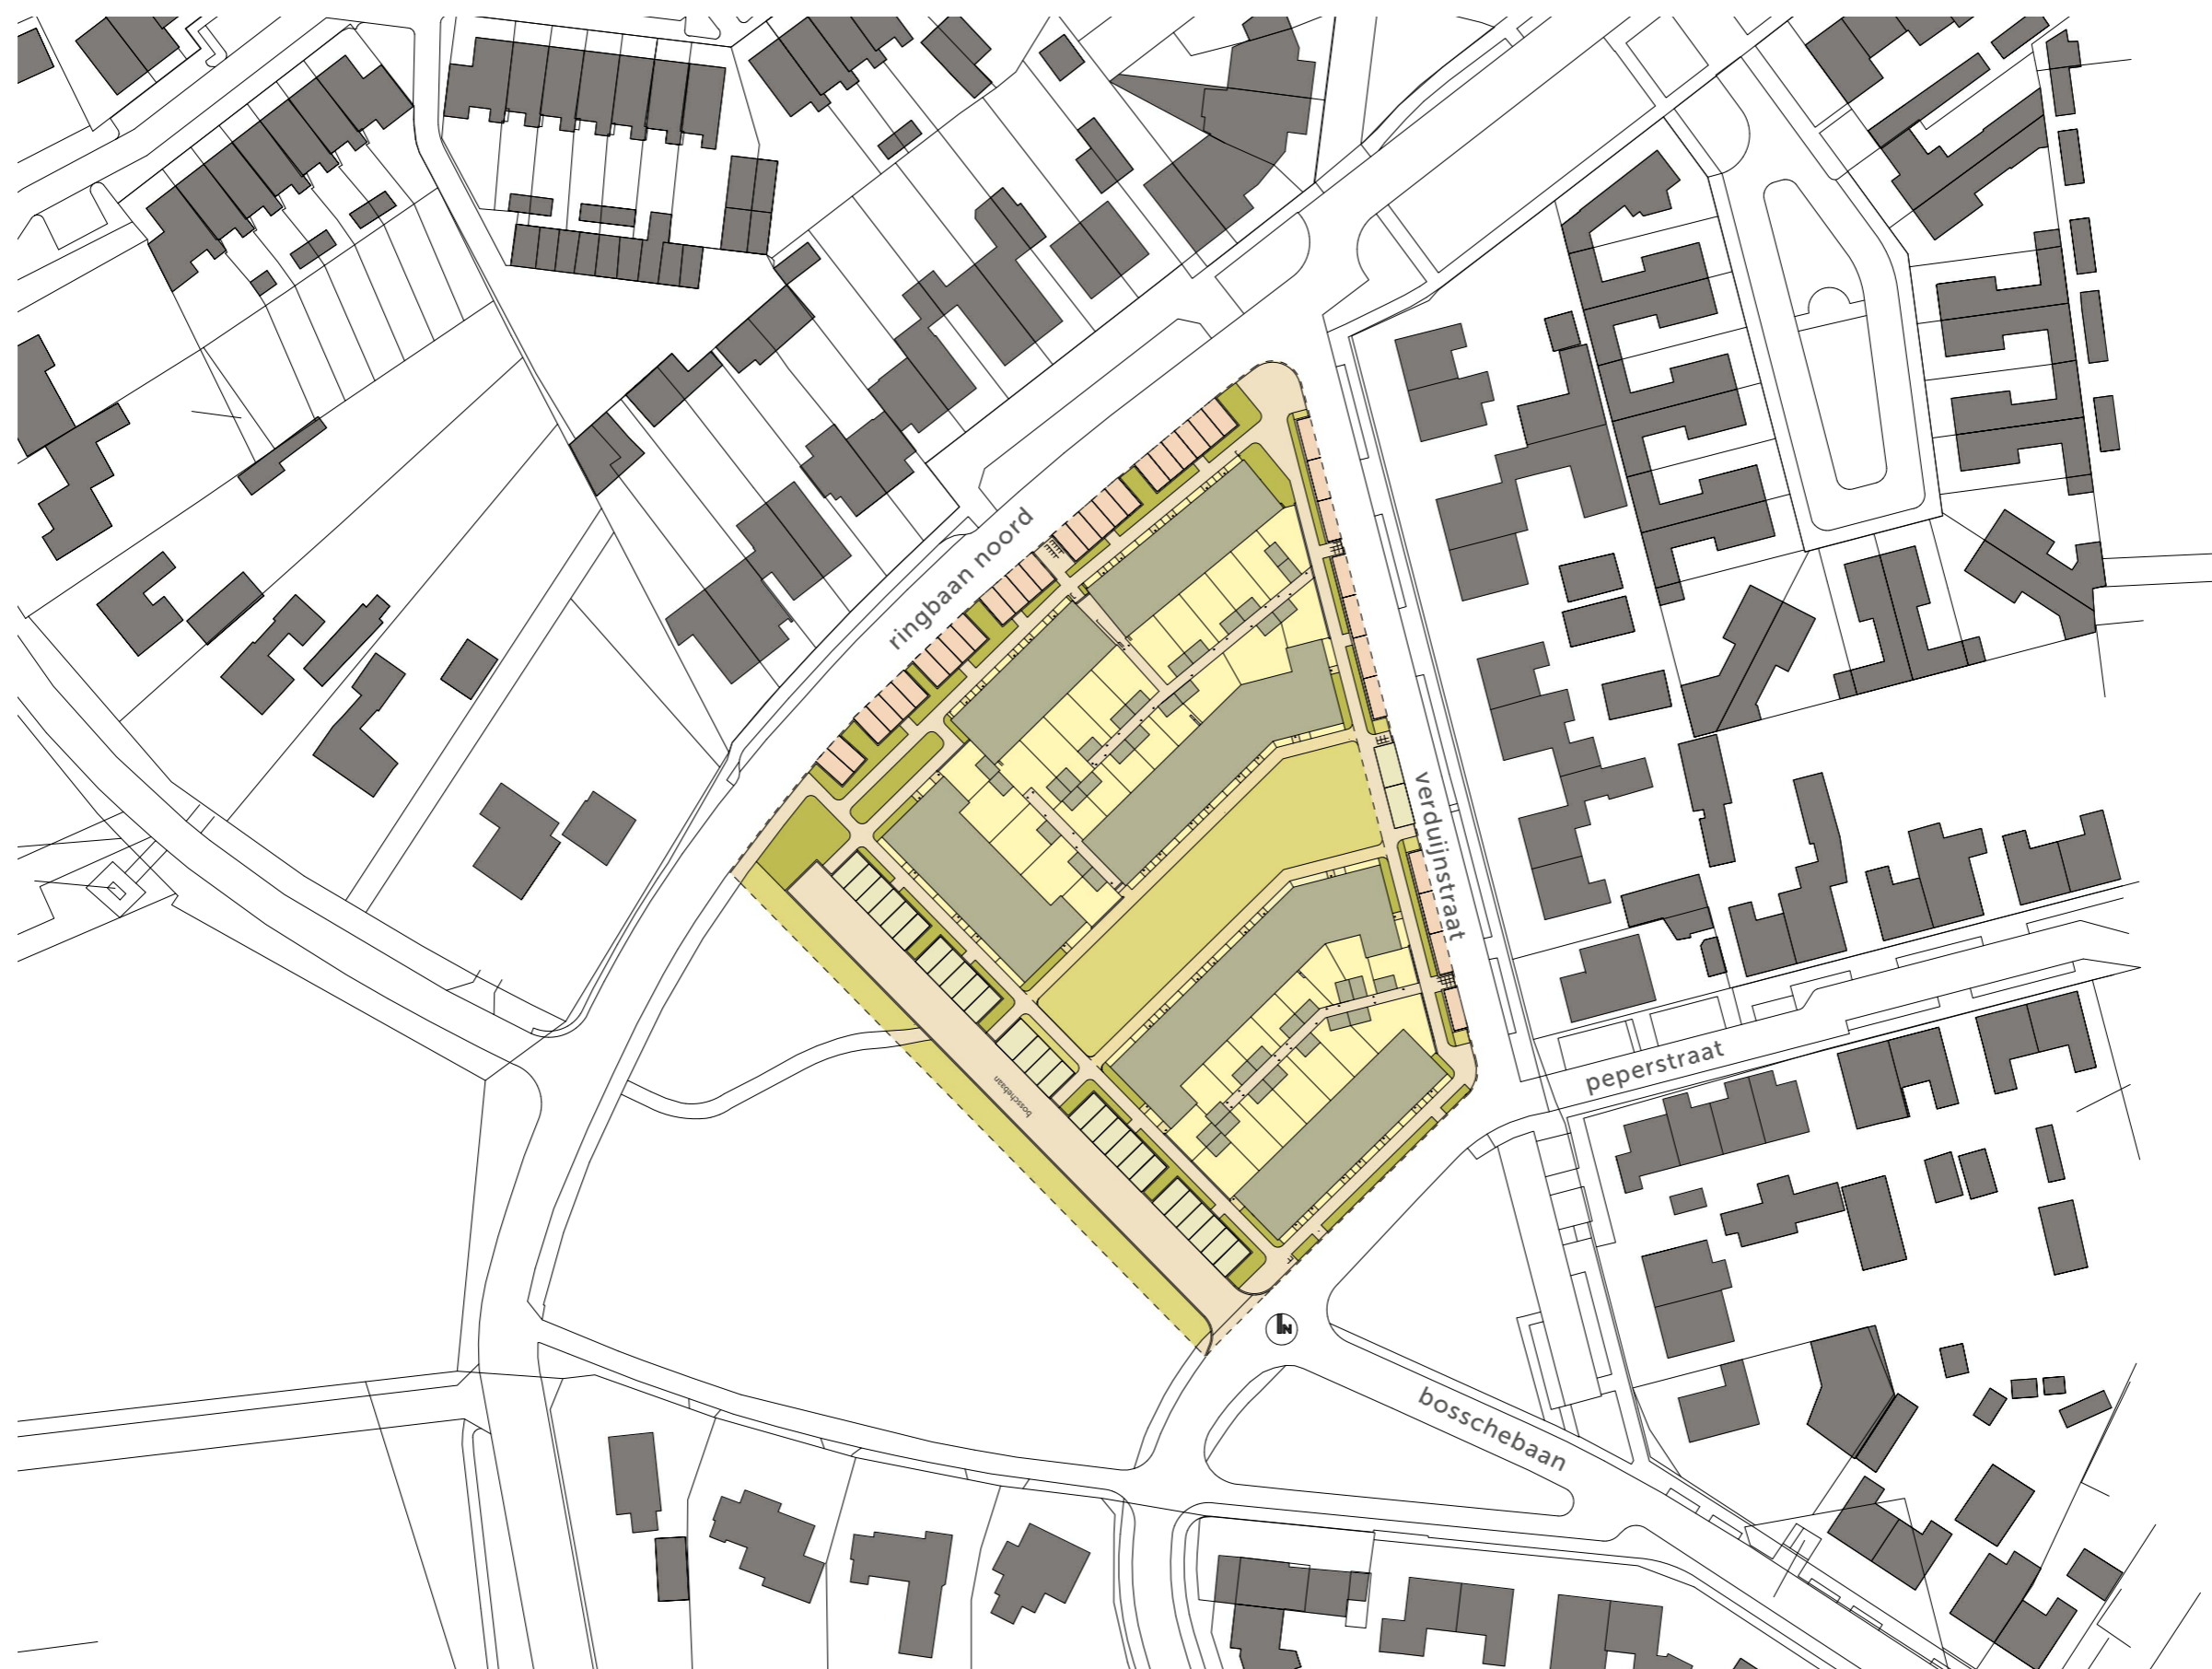 ringbaan noord
verduijnstraat
peperstraat
bosschebaan
N
bosschebaan